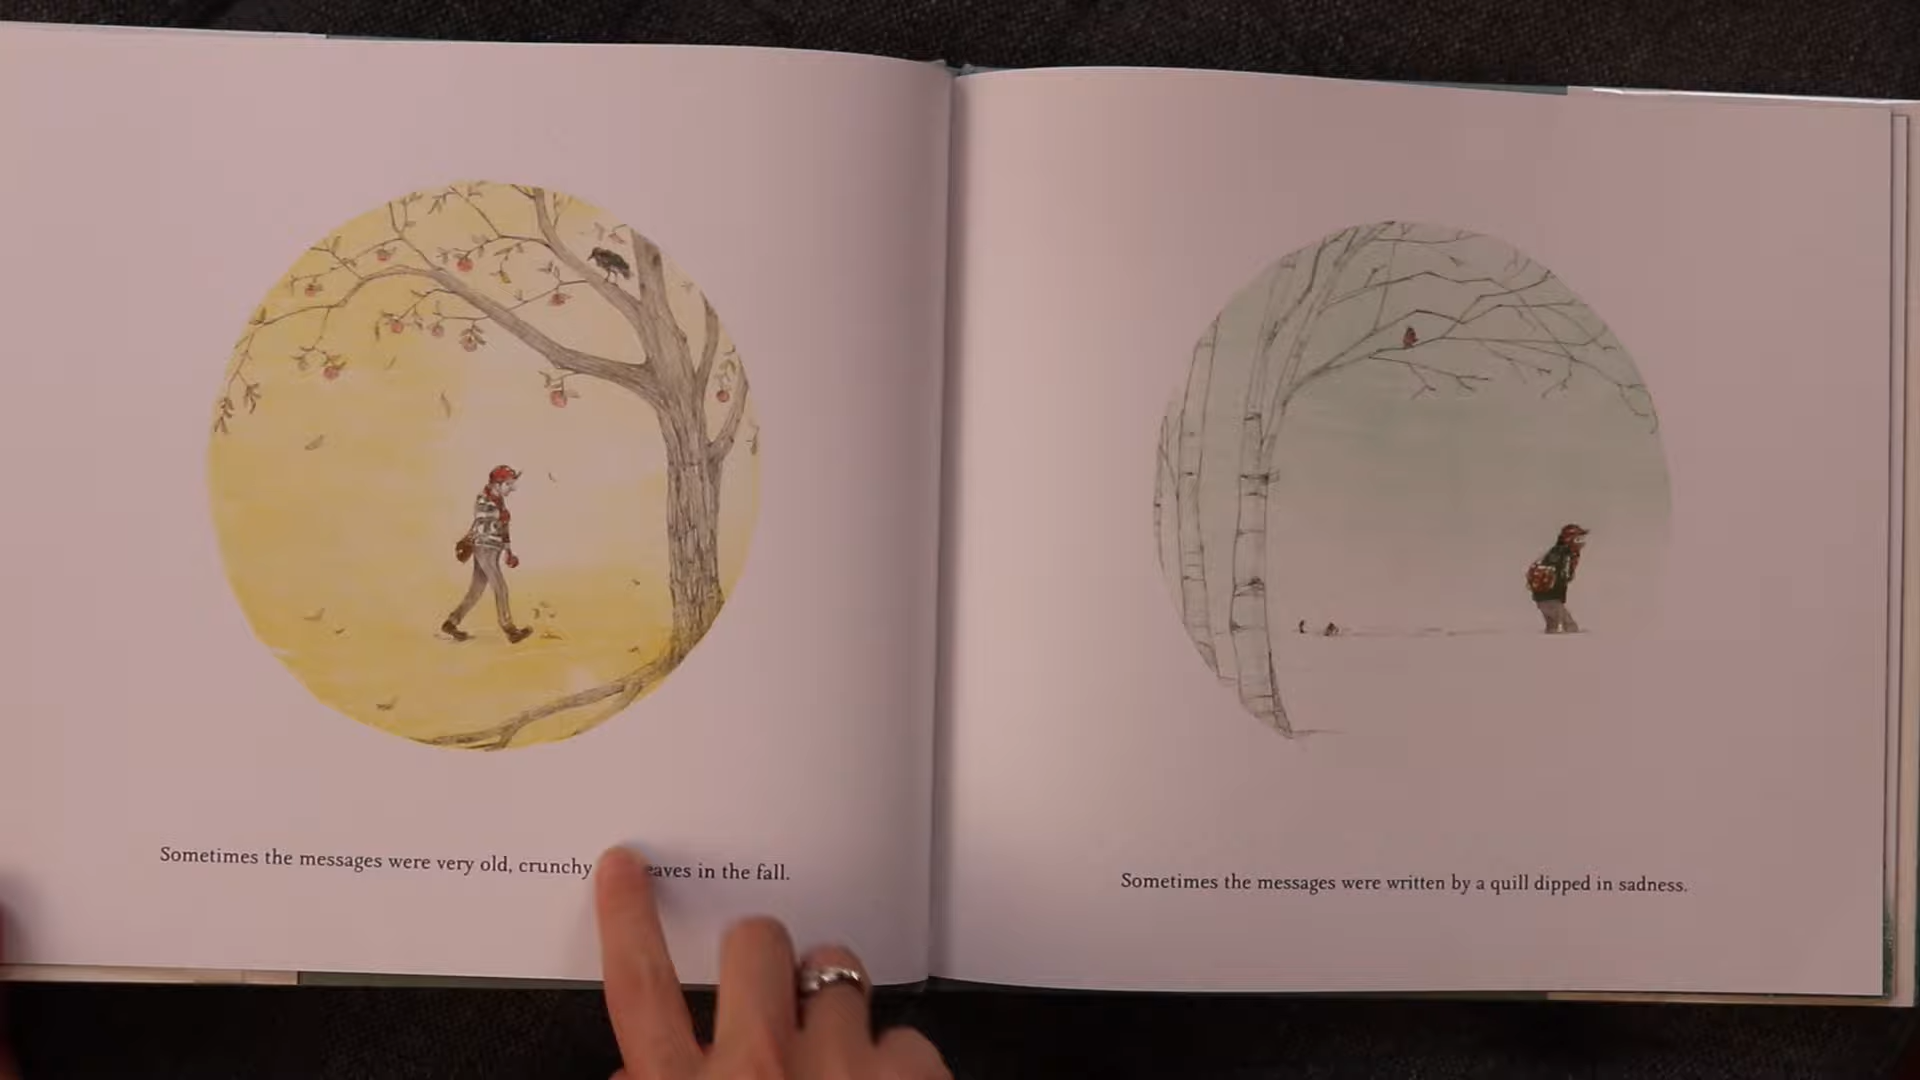 Sometimes the messages were very old, crunchy eaves in the fall.
Sometimes the messages were written by a quill dipped in sadness.